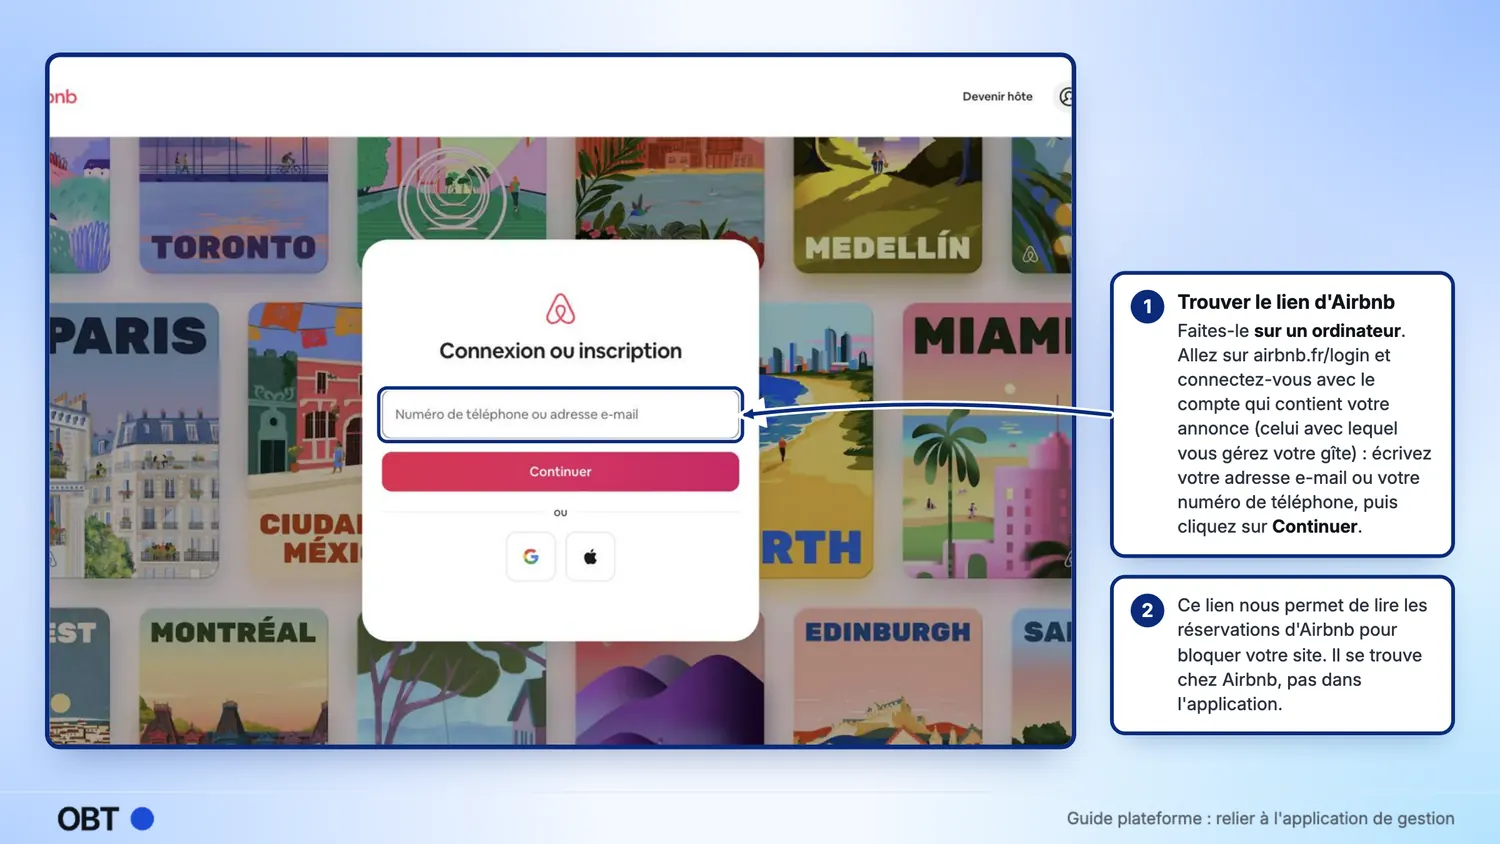 bnb
Devenir hôte
TORONTO
MEDELLÍN
PARIS
MIAMI
Connexion ou inscription
Numéro de téléphone ou adresse e-mail
Continuer
ou
CIUDA
MÉXI
RTH
EST
MONTRÉAL
EDINBURGH
SA
1 Trouver le lien d'Airbnb
Faites-le sur un ordinateur.
Allez sur airbnb.fr/login et
connectez-vous avec le
compte qui contient votre
annonce (celui avec lequel
vous gérez votre gîte) : écrivez
votre adresse e-mail ou votre
numéro de téléphone, puis
cliquez sur Continuer.
2 Ce lien nous permet de lire les
réservations d'Airbnb pour
bloquer votre site. Il se trouve
chez Airbnb, pas dans
l'application.
OBT
Guide plateforme : relier à l'application de gestion